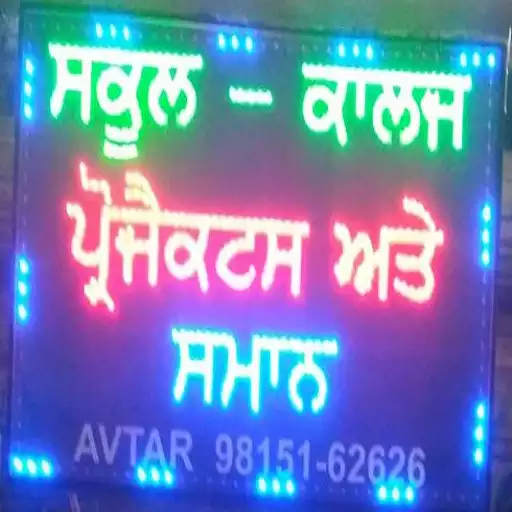 ਸਕੂਲ - ਕਾਲਜ
ਪ੍ਰੋਜੈਕਟਸ ਅਤੇ
ਸਮਾਨ
AVTAR 98151-62626